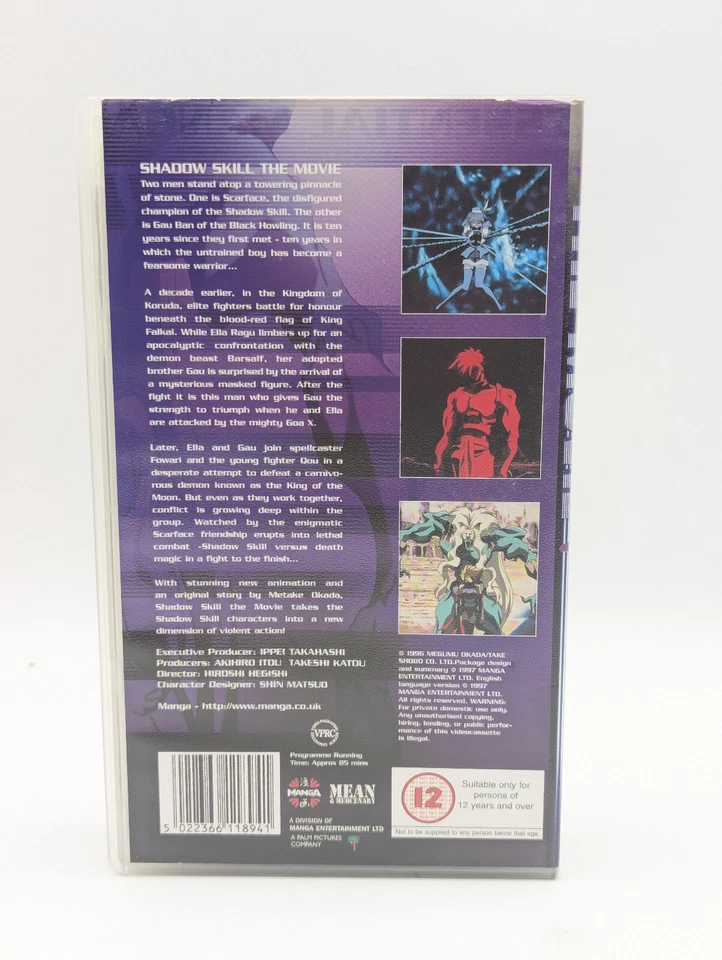 SHADOW SKILL THE MOVIE
Two men stand atop a towering pinnacle
of stone. One is Scarface, the disfigured
champion of the Shadow Skill. The other
is Gau Ban of the Black Howling. It is ten
years since they first met - ten years in
which the untrained boy has become a
fearsome warrior...
A decade earlier, in the Kingdom of
Koruda, elite fighters battle for honour
beneath the blood-red flag of King
Falkal. While Ella Ragu limbers up for an
apocalyptic confrontation with the
demon beast Barsalf, her adopted
brother Gau is surprised by the arrival of
a mysterious masked figure. After the
fight it is this man who gives Gau the
strength to triumph when he and Ella
are attacked by the mighty Goa X.
Later, Ella and Gau join spellcaster
Fowari and the young fighter Dou in a
desperate attempt to defeat a carnivo-
rous demon known as the King of the
Moon. But even as they work together,
conflict is growing deep within the
group. Watched by the enigmatic
Scarface friendship erupts into lethal
combat -Shadow Skill versus death
magic in a fight to the finish...
With stunning new animation and
an original story by Metake Okada,
Shadow Skill the Movie takes the
Shadow Skill characters into a new
dimension of violent action!
Executive Producer: IPPEI TAKAHASHI
Producers: AKIHIRO ITOU TAKESHI KATOU
Director: HIROSHI NEGISHI
Character Designer: SHIN MATSUO
Manga - http://www.manga.co.uk
© 1996 MEGUMU OKADA/TAKE
SHOBO CO. LTD.Package design
and summary © 1997 MANGA
ENTERTAINMENT LTD. English
language version © 1997
MANGA ENTERTAINMENT LTD.
All rights reserved. WARNING:
For private domestic use only.
Any unauthorised copying,
hiring, lending, or public perfor-
mance of this videocassette
is illegal.
VPRC
Programme Running
Time: Approx 85 mins
MANGA
MEAN
& MERCENARY
A DIVISION OF
MANGA ENTERTAINMENT LTD
A PALM PICTURES
COMPANY
5 022366 118941
12
Suitable only for
persons of
12 years and over
Not to be supplied to any person below that age